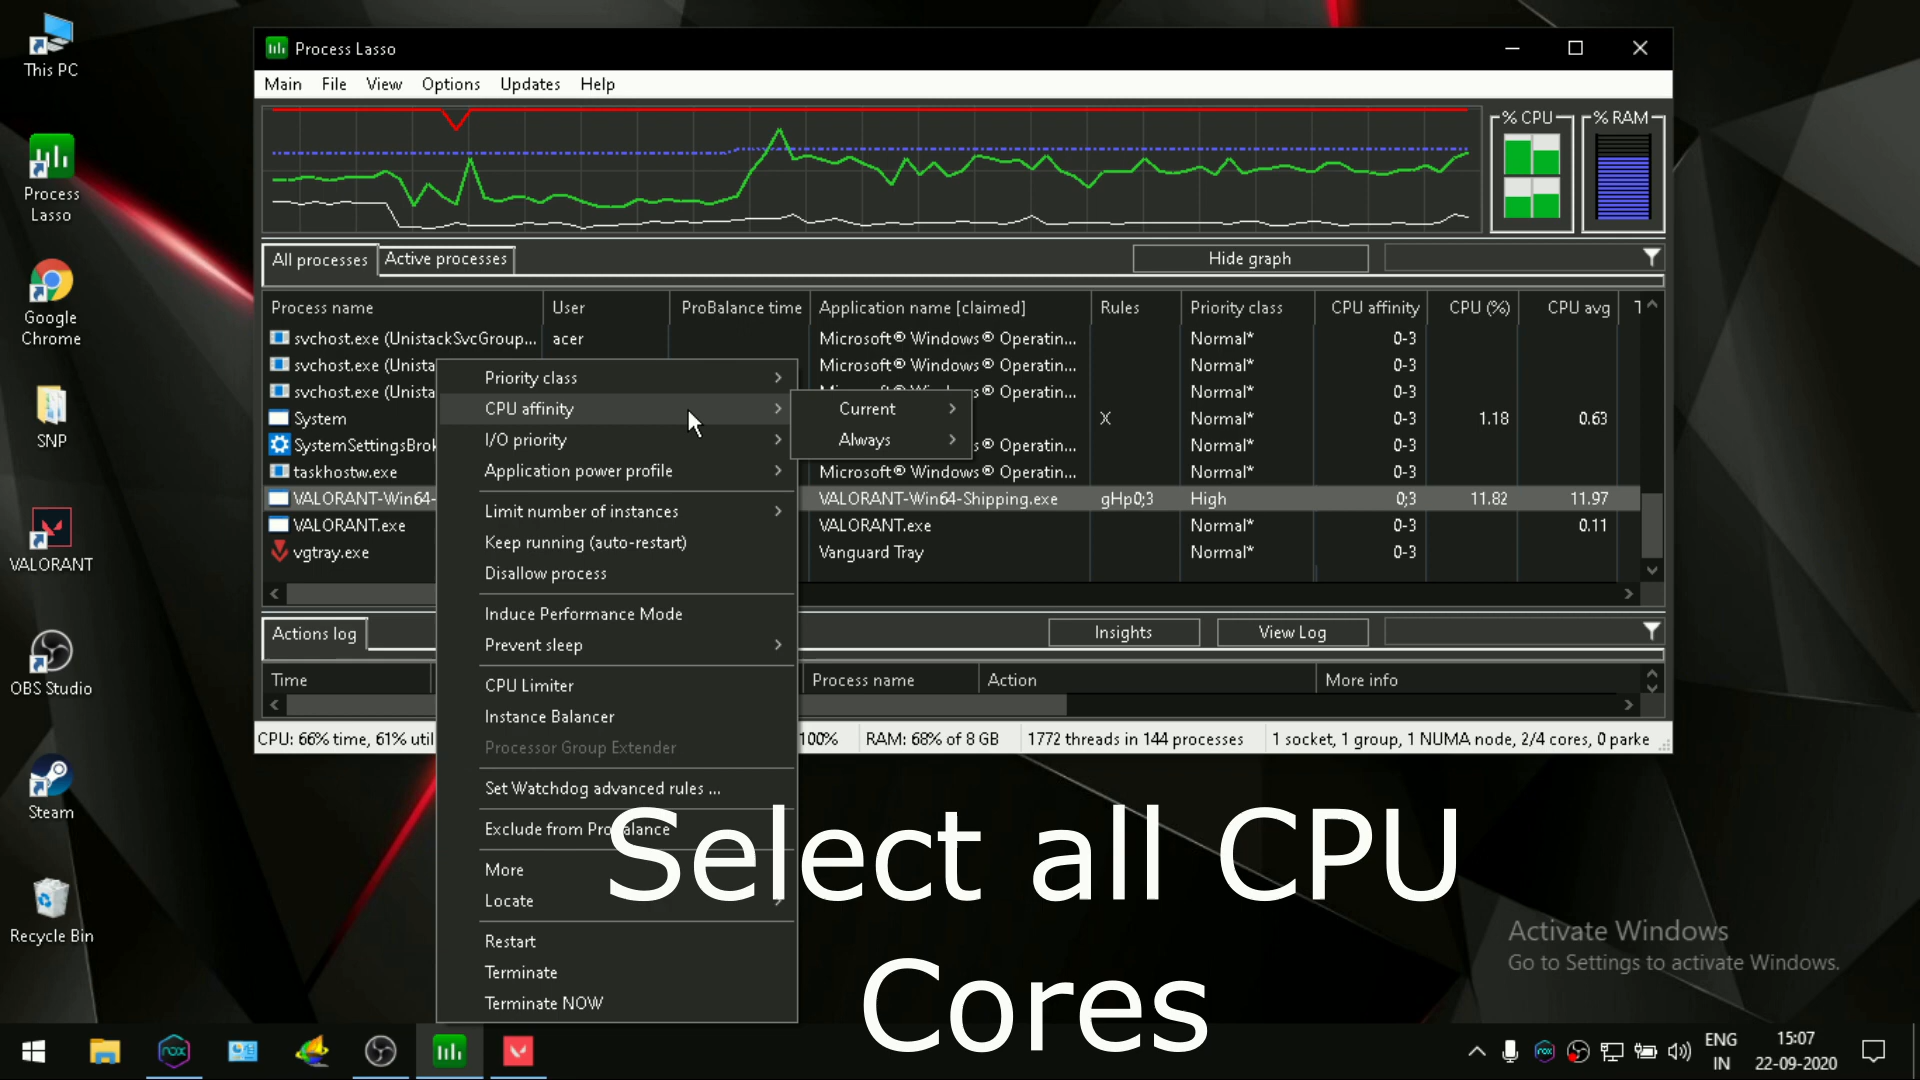 This PC
Process
Lasso
Google
Chrome
SNP
VALORANT
OBS Studio
Steam
Recycle Bin
Process Lasso
Main File View Options Updates Help
% CPU % RAM
All processes Active processes Hide graph
Process name User ProBalance time Application name [claimed] Rules Priority class CPU affinity CPU (%) CPU avg
svchost.exe (UnistackSvcGroup... acer Microsoft® Windows® Operatin... Normal* 0-3
svchost.exe (Unista Microsoft® Windows® Operatin... Normal* 0-3
svchost.exe (Unista Normal* 0-3
System X Normal* 0-3 1.18 0.63
SystemSettingsBrok s® Operatin... Normal* 0-3
taskhostw.exe Microsoft® Windows® Operatin... Normal* 0-3
VALORANT-Win64- VALORANT-Win64-Shipping.exe gHp0;3 High 0;3 11.82 11.97
VALORANT.exe VALORANT.exe Normal* 0-3 0.11
vgtray.exe Vanguard Tray Normal* 0-3
Priority class
CPU affinity
I/O priority
Application power profile
Limit number of instances
Keep running (auto-restart)
Disallow process
Induce Performance Mode
Prevent sleep
CPU Limiter
Instance Balancer
Processor Group Extender
Set Watchdog advanced rules ...
Exclude from ProBalance
More
Locate
Restart
Terminate
Terminate NOW
Current
Always
Actions log Insights View Log
Time Process name Action More info
CPU: 66% time, 61% util 100% RAM: 68% of 8 GB 1772 threads in 144 processes 1 socket, 1 group, 1 NUMA node, 2/4 cores, 0 parke
Select all CPU
Cores
Activate Windows
Go to Settings to activate Windows.
nox
nox
ENG
IN
15:07
22-09-2020